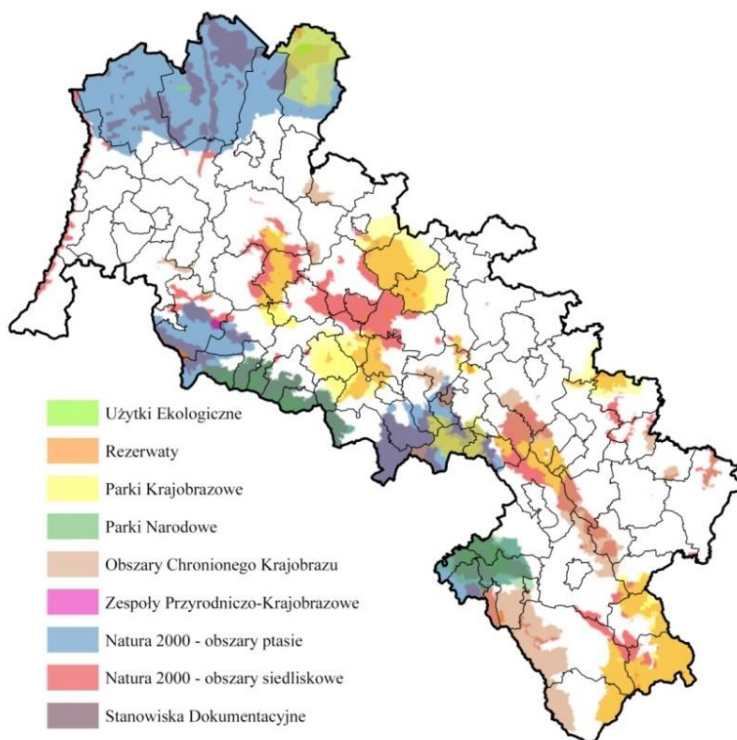 Użytki Ekologiczne
Rezerwaty
Parki Krajobrazowe
Parki Narodowe
Obszary Chronionego Krajobrazu
Zespoły Przyrodniczo-Krajobrazowe
Natura 2000 - obszary ptasie
Natura 2000 - obszary siedliskowe
Stanowiska Dokumentacyjne